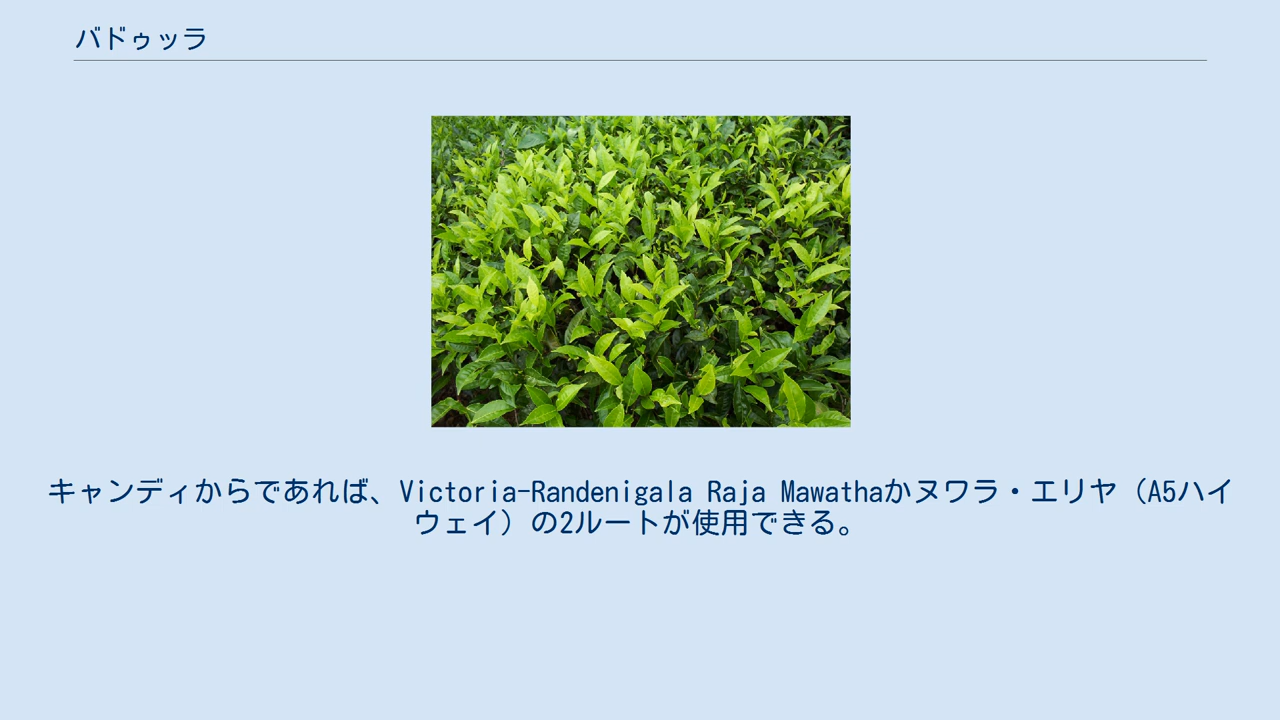 バドゥッラ
キャンディからであれば、Victoria-Randenigala Raja Mawathaかヌワラ・エリヤ（A5ハイ
ウェイ）の2ルートが使用できる。